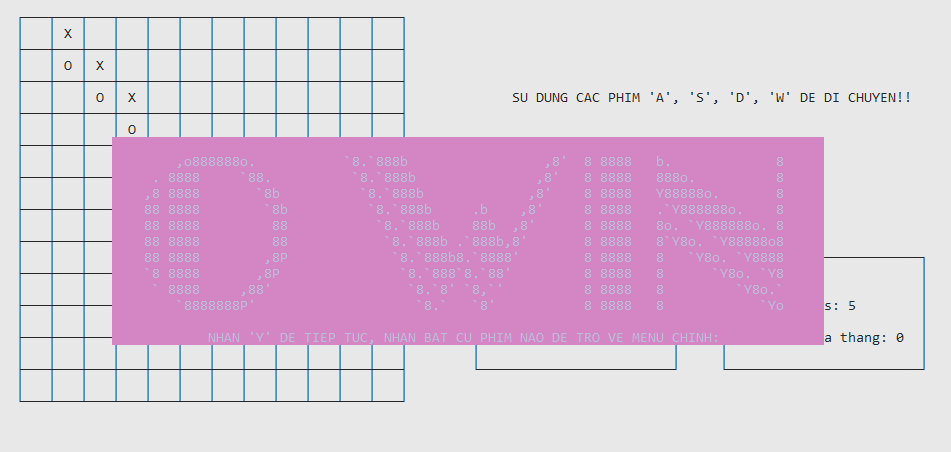 X
O X
O X
SU DUNG CAC PHIM 'A', 'S', 'D', 'W' DE DI CHUYEN!!
O
O WIN
s: 5
NHAN 'Y' DE TIEP TUC, NHAN BAT CU PHIM NAO DE TRO VE MENU CHINH:
a thang: 0